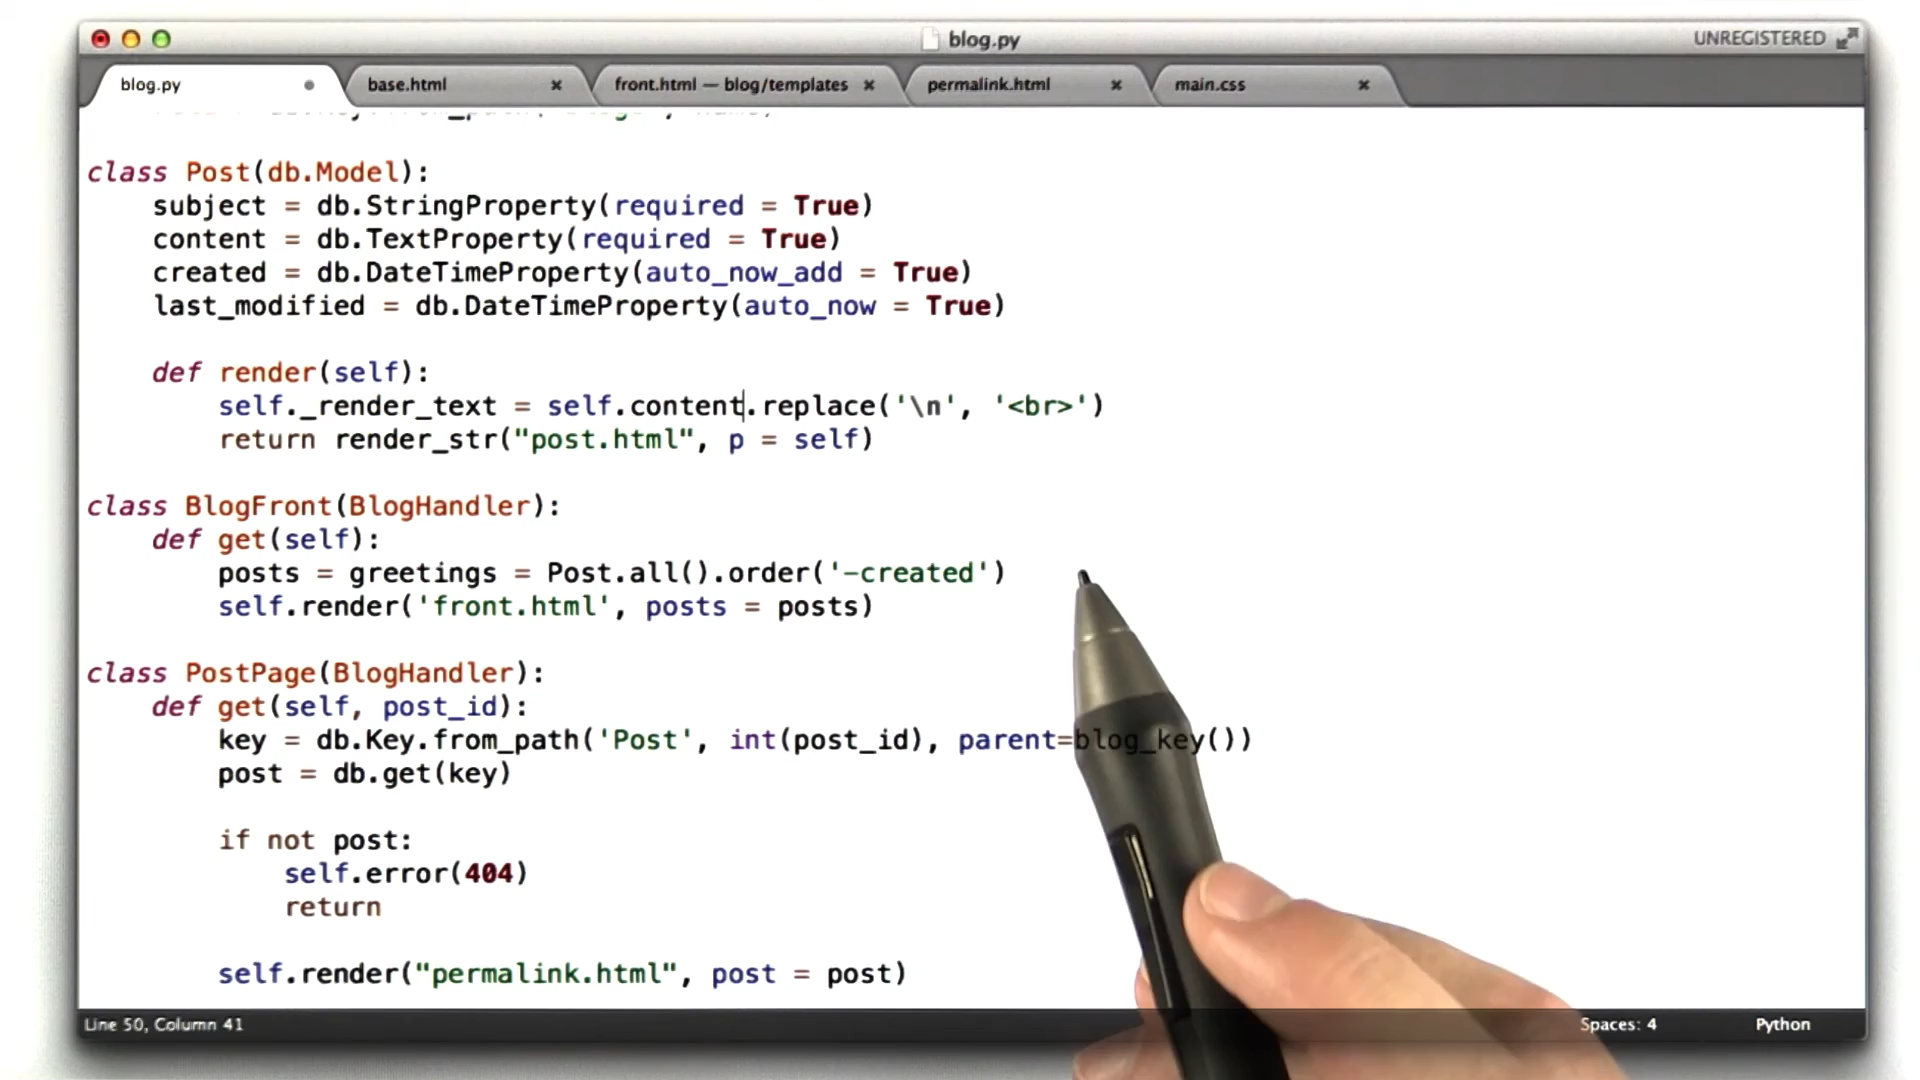 blog.py
UNREGISTERED
blog.py
base.html
front.html — blog/templates
permalink.html
main.css
class Post(db.Model):
subject = db.StringProperty(required = True)
content = db.TextProperty(required = True)
created = db.DateTimeProperty(auto_now_add = True)
last_modified = db.DateTimeProperty(auto_now = True)
def render(self):
self._render_text = self.content.replace('\n', '<br>')
return render_str("post.html", p = self)
class BlogFront(BlogHandler):
def get(self):
posts = greetings = Post.all().order('-created')
self.render('front.html', posts = posts)
class PostPage(BlogHandler):
def get(self, post_id):
key = db.Key.from_path('Post', int(post_id), parent=blog_key())
post = db.get(key)
if not post:
self.error(404)
return
self.render("permalink.html", post = post)
Line 50, Column 41
Spaces: 4
Python